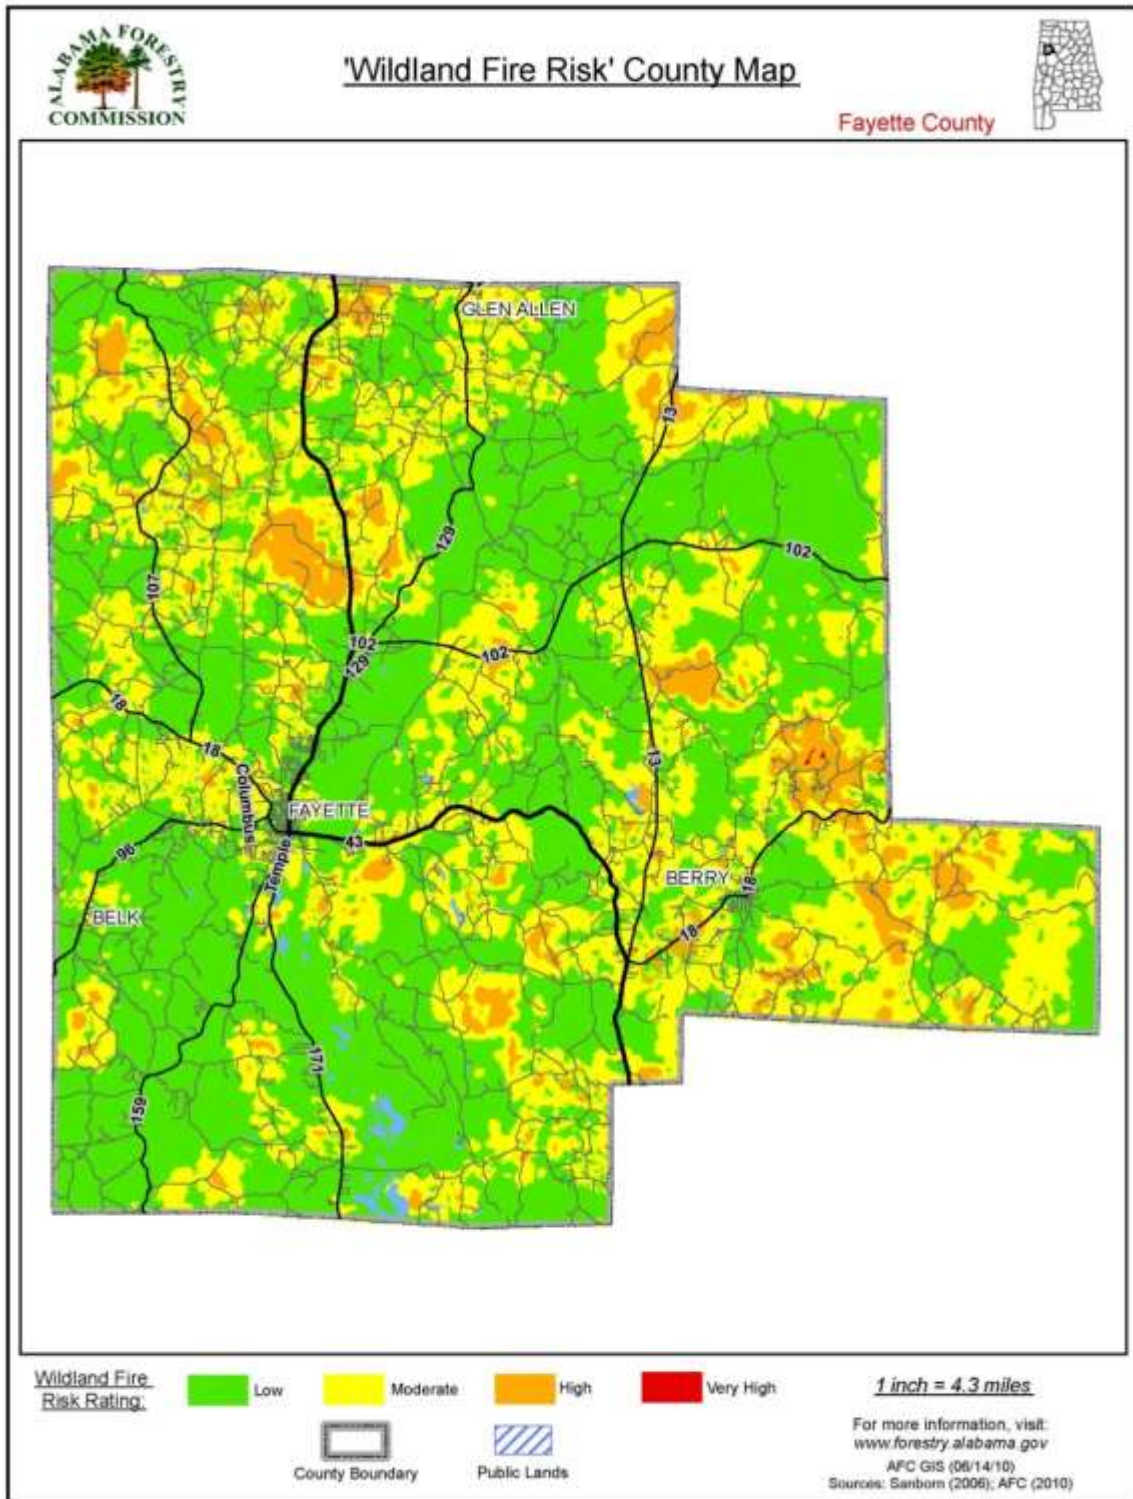 ALABAMA FORESTRY
COMMISSION
'Wildland Fire Risk' County Map
Fayette County
GLEN ALLEN
13
129
102
107
102
129
102
18
18
13
Columbus
FAYETTE
43
96
Temple
BERRY
18
BELK
18
171
159
Wildland Fire
Risk Rating:
Low
Moderate
High
Very High
County Boundary
Public Lands
1 inch = 4.3 miles
For more information, visit:
www.forestry.alabama.gov
AFC GIS (06/14/10)
Sources: Sanborn (2006); AFC (2010)